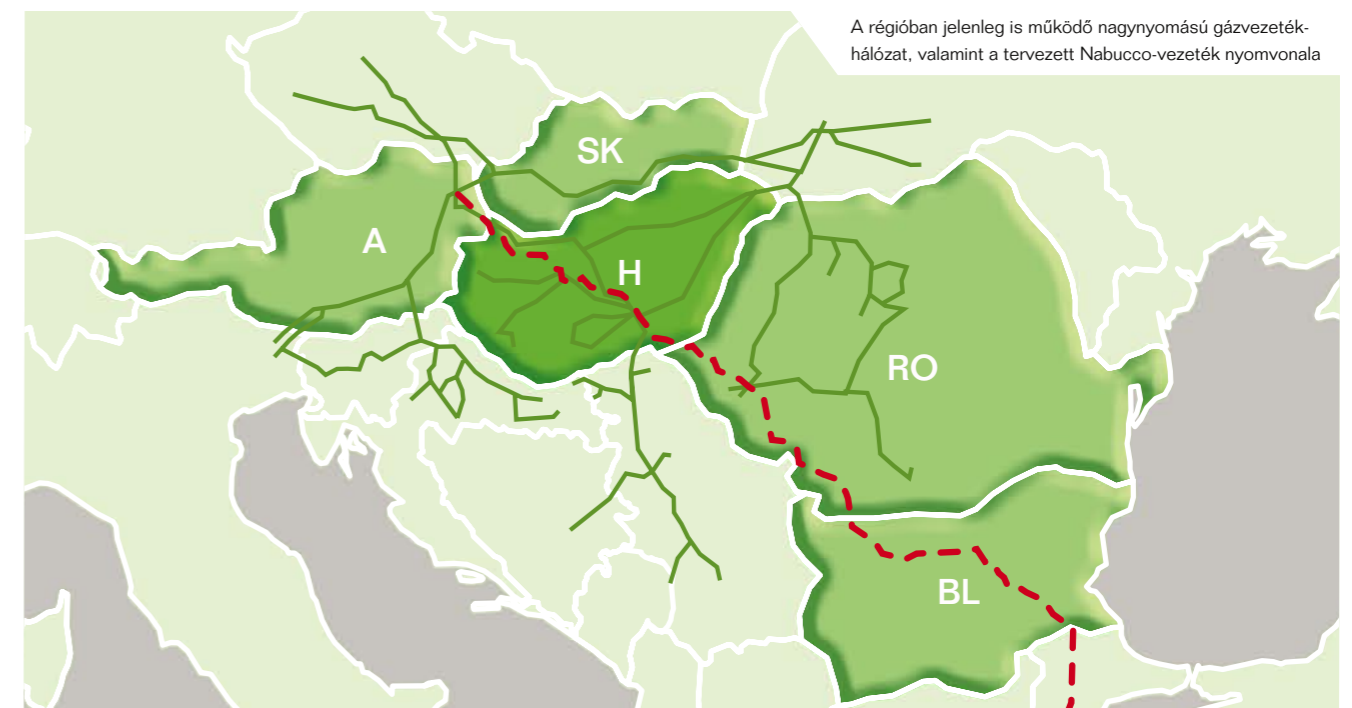 A régióban jelenleg is működő nagynyomású gázvezeték-
hálózat, valamint a tervezett Nabucco-vezeték nyomvonala
SK
A
H
RO
BL